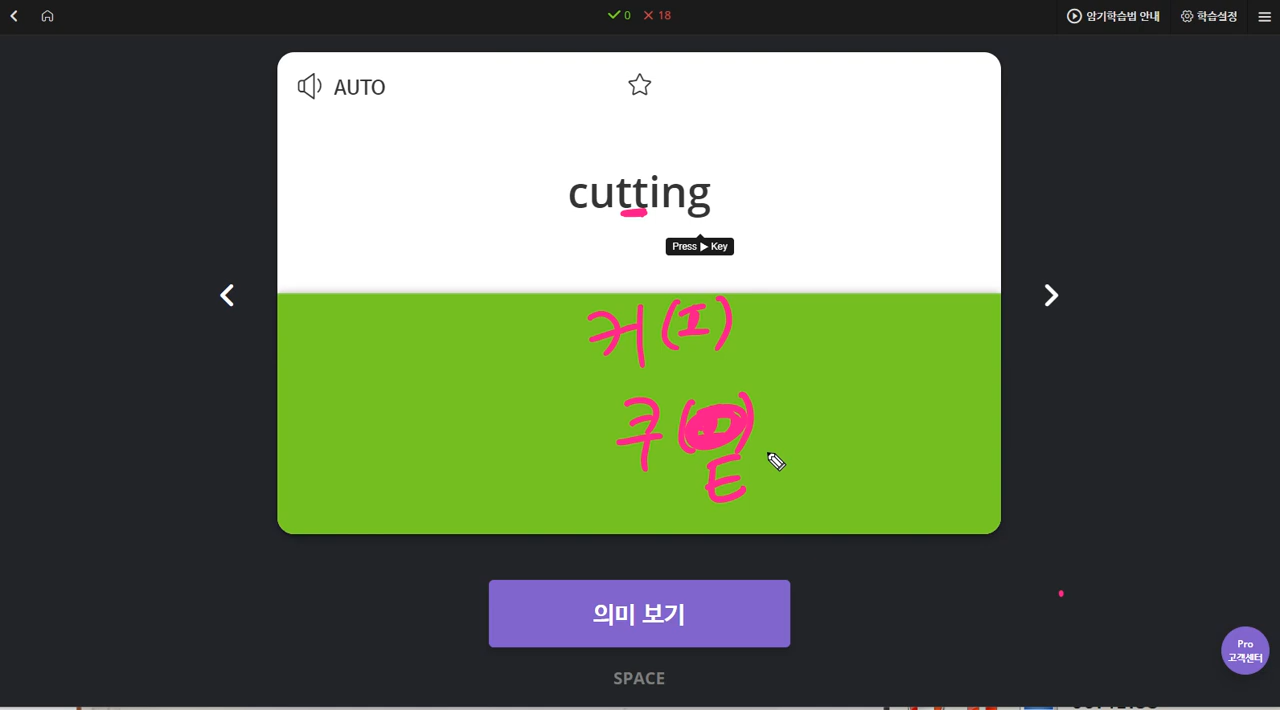 0 18
암기학습법 안내
학습설정
AUTO
cutting
Press ▶ Key
커(피)
쿠(
의미 보기
SPACE
Pro
고객센터